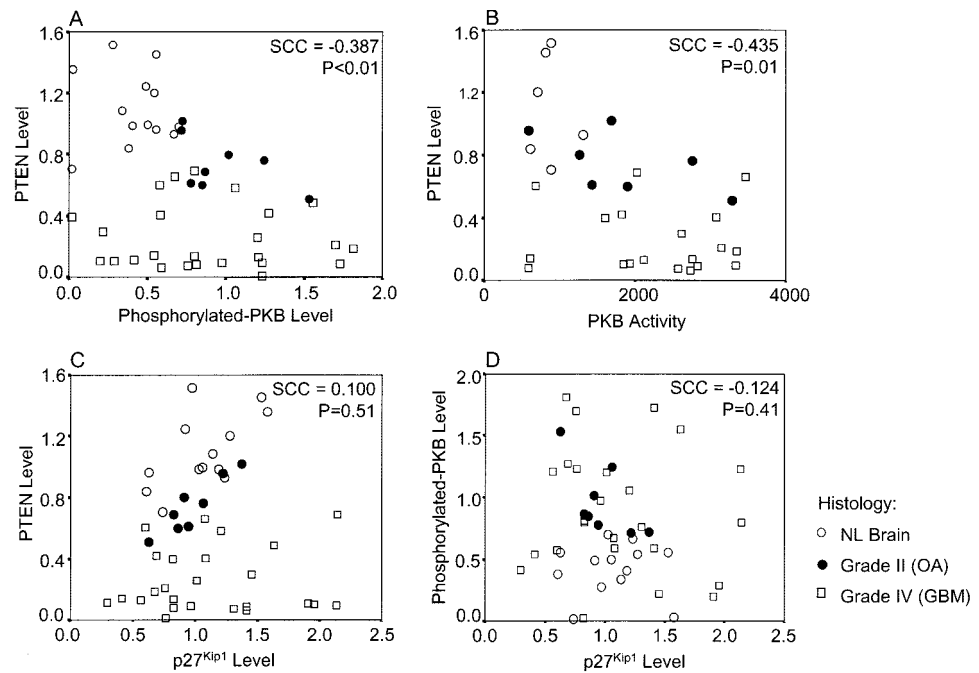 A
SCC = -0.387
P<0.01
1.6
1.2
0.8
0.4
0.0
PTEN Level
0.0 0.5 1.0 1.5 2.0
Phosphorylated-PKB Level
B
SCC = -0.435
P=0.01
1.6
1.2
0.8
0.4
0.0
PTEN Level
0 2000 4000
PKB Activity
C
SCC = 0.100
P=0.51
1.6
1.2
0.8
0.4
0.0
PTEN Level
0.0 0.5 1.0 1.5 2.0 2.5
p27Kip1 Level
D
SCC = -0.124
P=0.41
2.0
1.5
1.0
0.5
0.0
Phosphorylated-PKB Level
0.0 0.5 1.0 1.5 2.0 2.5
p27Kip1 Level
Histology:
NL Brain
Grade II (OA)
Grade IV (GBM)